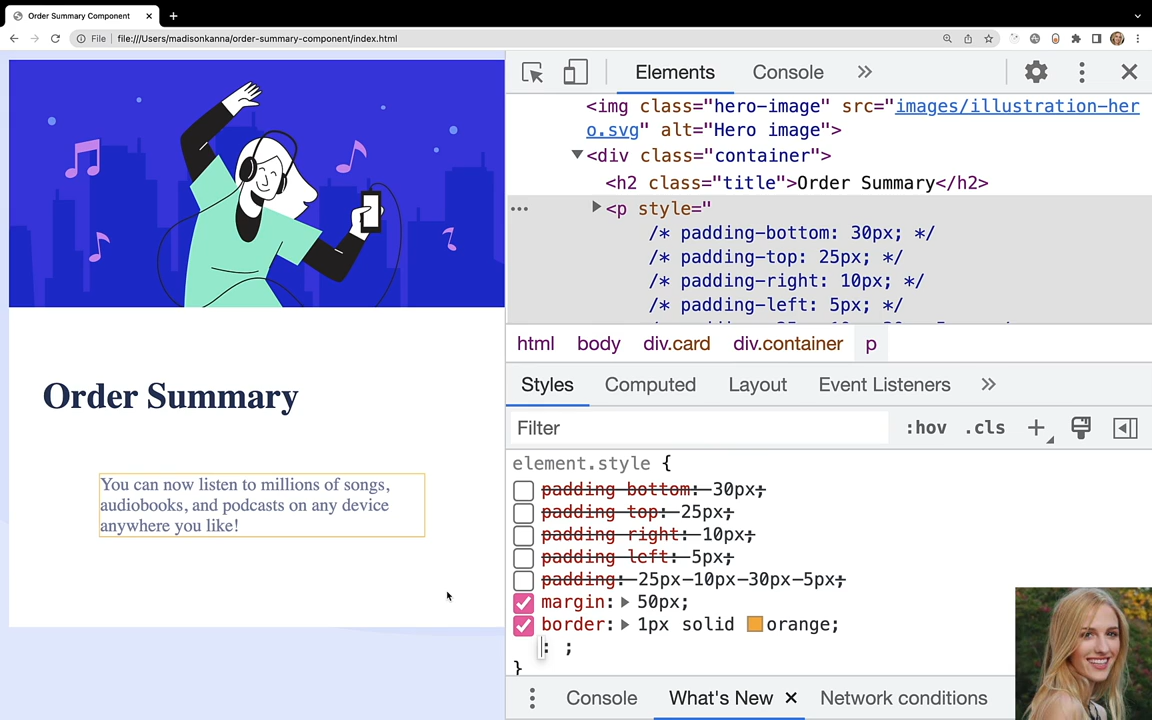 Order Summary Component
File file:///Users/madisonkanna/order-summary-component/index.html
Order Summary
You can now listen to millions of songs,
audiobooks, and podcasts on any device
anywhere you like!
Elements Console
<img class="hero-image" src="images/illustration-her
o.svg" alt="Hero image">
<div class="container">
<h2 class="title">Order Summary</h2>
<p style="
/* padding-bottom: 30px; */
/* padding-top: 25px; */
/* padding-right: 10px; */
/* padding-left: 5px; */
html body div.card div.container p
Styles Computed Layout Event Listeners
Filter :hov .cls
element.style {
padding-bottom: 30px;
padding-top: 25px;
padding-right: 10px;
padding-left: 5px;
padding: 25px 10px 30px 5px;
margin: 50px;
border: 1px solid orange;
: ;
}
Console What's New Network conditions